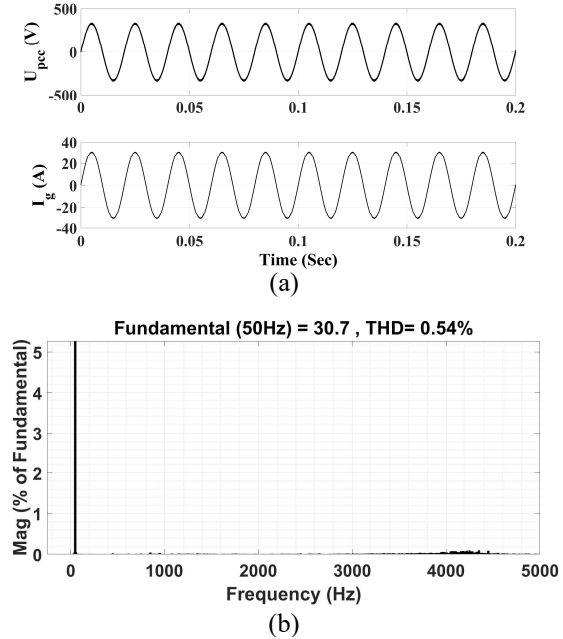 500
0
-500
U_pcc (V)
0 0.05 0.1 0.15 0.2
40
20
0
-20
-40
I_g (A)
0 0.05 0.1 0.15 0.2
Time (Sec)
(a)
Fundamental (50Hz) = 30.7 , THD= 0.54%
5
4
3
2
1
0
Mag (% of Fundamental)
0 1000 2000 3000 4000 5000
Frequency (Hz)
(b)